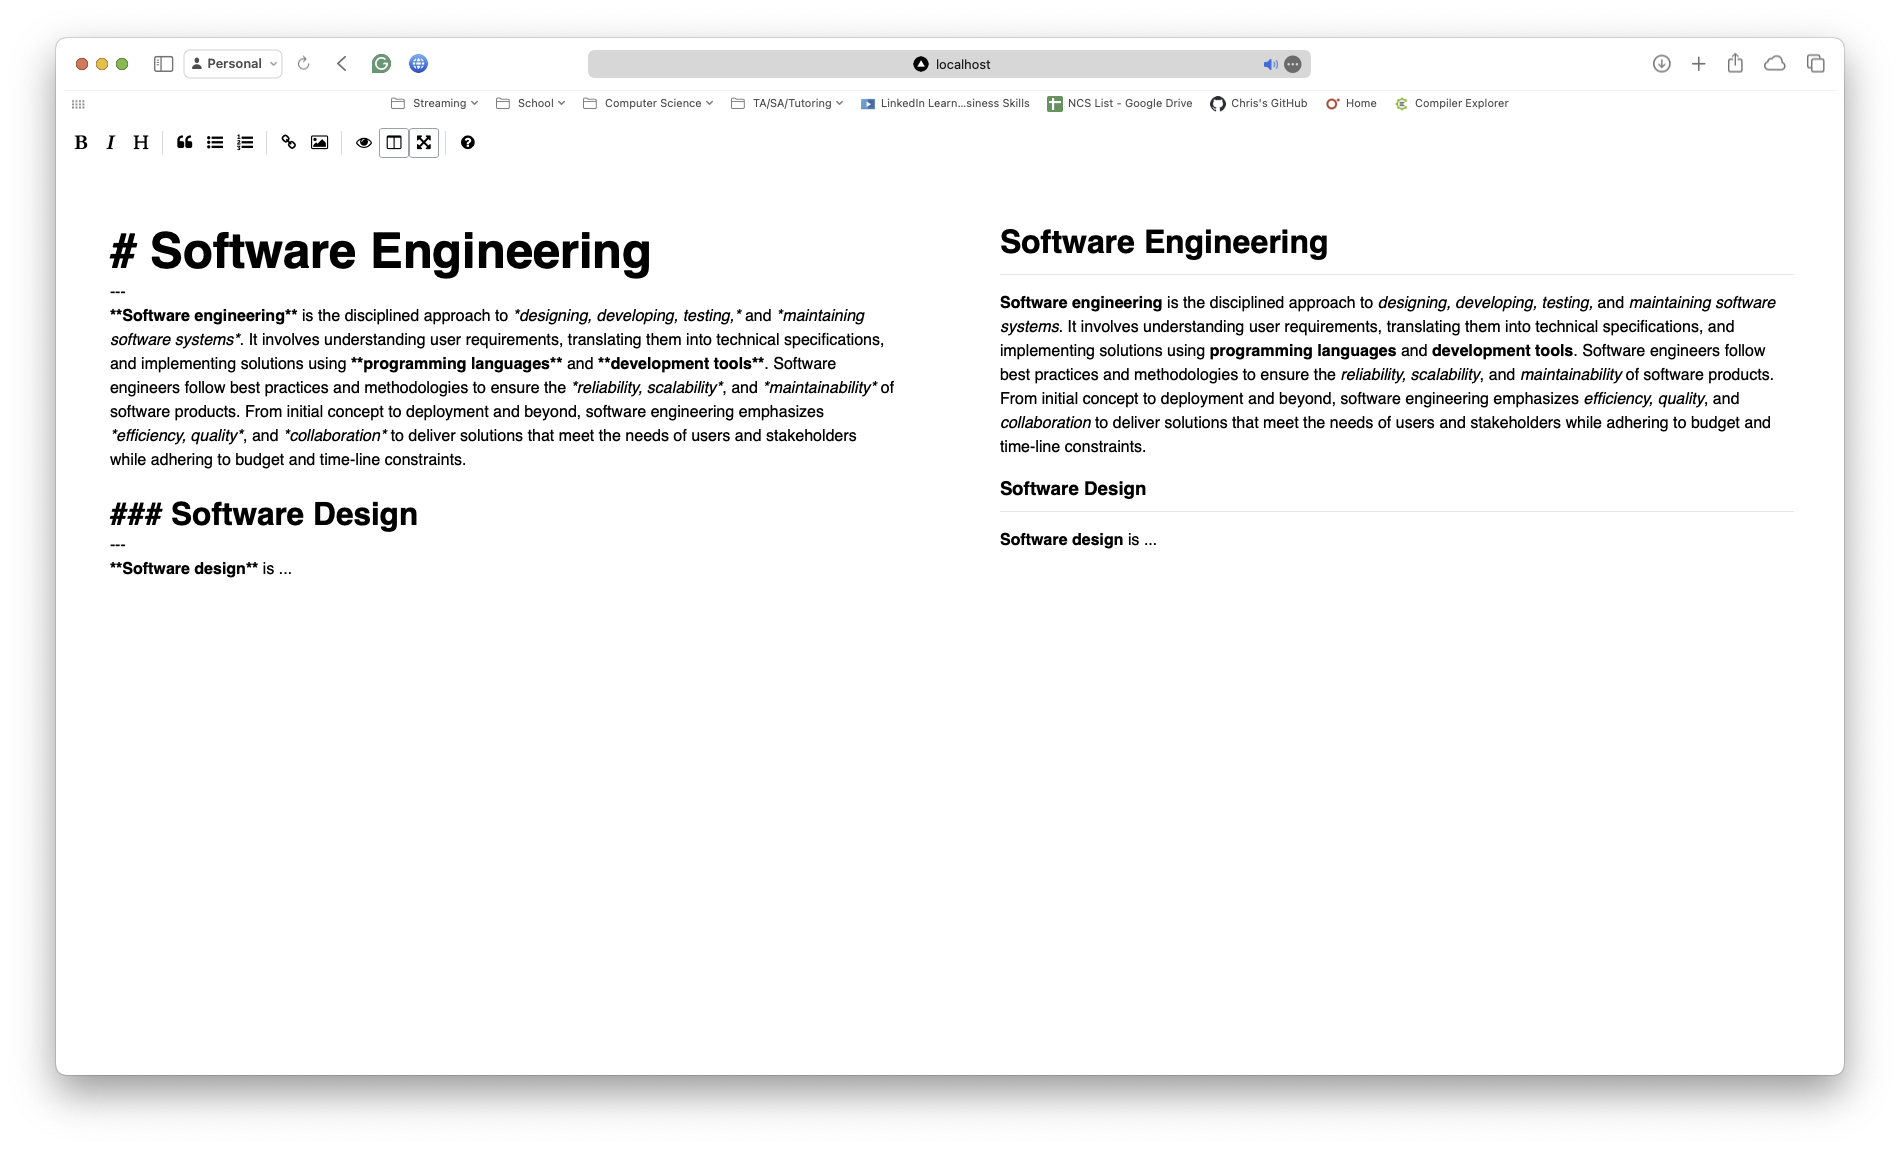 Personal
localhost
Streaming School Computer Science TA/SA/Tutoring LinkedIn Learn...siness Skills NCS List - Google Drive Chris's GitHub Home Compiler Explorer
B I H
# Software Engineering
---
**Software engineering** is the disciplined approach to *designing, developing, testing,* and *maintaining
software systems*. It involves understanding user requirements, translating them into technical specifications,
and implementing solutions using **programming languages** and **development tools**. Software
engineers follow best practices and methodologies to ensure the *reliability, scalability*, and *maintainability* of
software products. From initial concept to deployment and beyond, software engineering emphasizes
*efficiency, quality*, and *collaboration* to deliver solutions that meet the needs of users and stakeholders
while adhering to budget and time-line constraints.
### Software Design
---
**Software design** is ...
Software Engineering
Software engineering is the disciplined approach to designing, developing, testing, and maintaining software
systems. It involves understanding user requirements, translating them into technical specifications, and
implementing solutions using programming languages and development tools. Software engineers follow
best practices and methodologies to ensure the reliability, scalability, and maintainability of software products.
From initial concept to deployment and beyond, software engineering emphasizes efficiency, quality, and
collaboration to deliver solutions that meet the needs of users and stakeholders while adhering to budget and
time-line constraints.
Software Design
Software design is ...